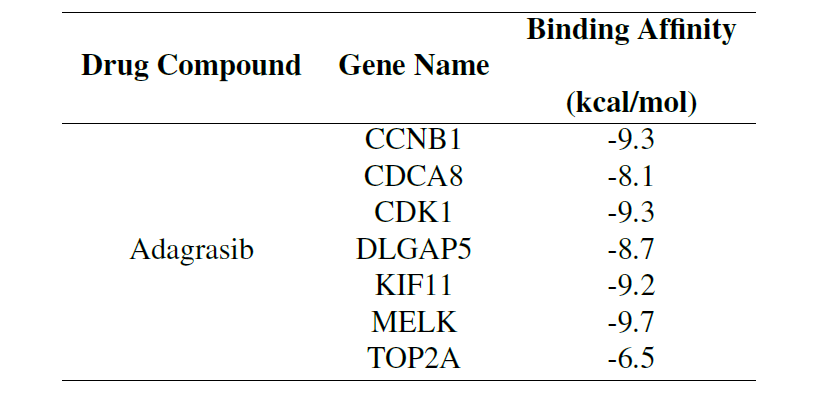 Drug Compound Gene Name Binding Affinity (kcal/mol)
CCNB1 -9.3
CDCA8 -8.1
CDK1 -9.3
Adagrasib DLGAP5 -8.7
KIF11 -9.2
MELK -9.7
TOP2A -6.5